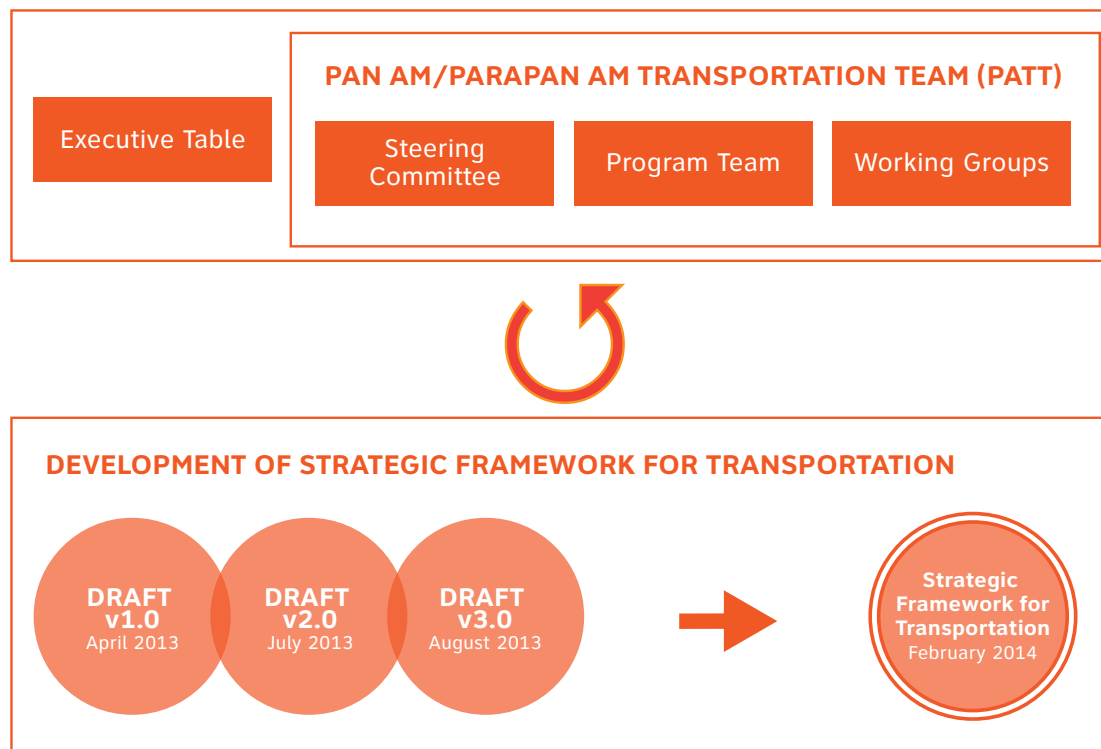 PAN AM/PARAPAN AM TRANSPORTATION TEAM (PATT)
Executive Table
Steering
Committee
Program Team
Working Groups
DEVELOPMENT OF STRATEGIC FRAMEWORK FOR TRANSPORTATION
DRAFT
v1.0
April 2013
DRAFT
v2.0
July 2013
DRAFT
v3.0
August 2013
Strategic
Framework for
Transportation
February 2014